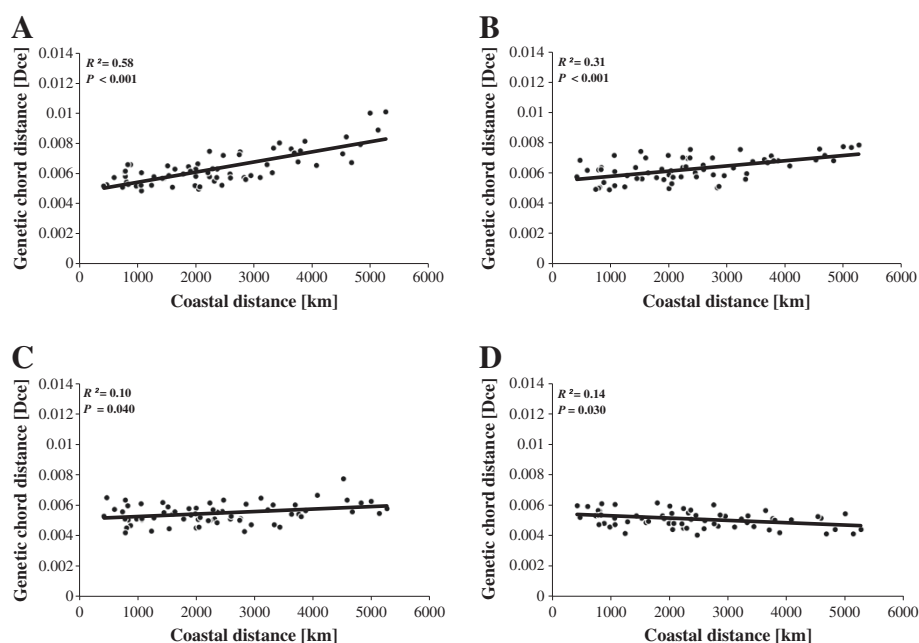 A
Genetic chord distance [Dce]
0.014
0.012
0.01
0.008
0.006
0.004
0.002
0
R²= 0.58
P < 0.001
0 1000 2000 3000 4000 5000 6000
Coastal distance [km]
B
Genetic chord distance [Dce]
0.014
0.012
0.01
0.008
0.006
0.004
0.002
0
R²= 0.31
P < 0.001
0 1000 2000 3000 4000 5000 6000
Coastal distance [km]
C
Genetic chord distance [Dce]
0.014
0.012
0.01
0.008
0.006
0.004
0.002
0
R²= 0.10
P = 0.040
0 1000 2000 3000 4000 5000 6000
Coastal distance [km]
D
Genetic chord distance [Dce]
0.014
0.012
0.01
0.008
0.006
0.004
0.002
0
R²= 0.14
P = 0.030
0 1000 2000 3000 4000 5000 6000
Coastal distance [km]